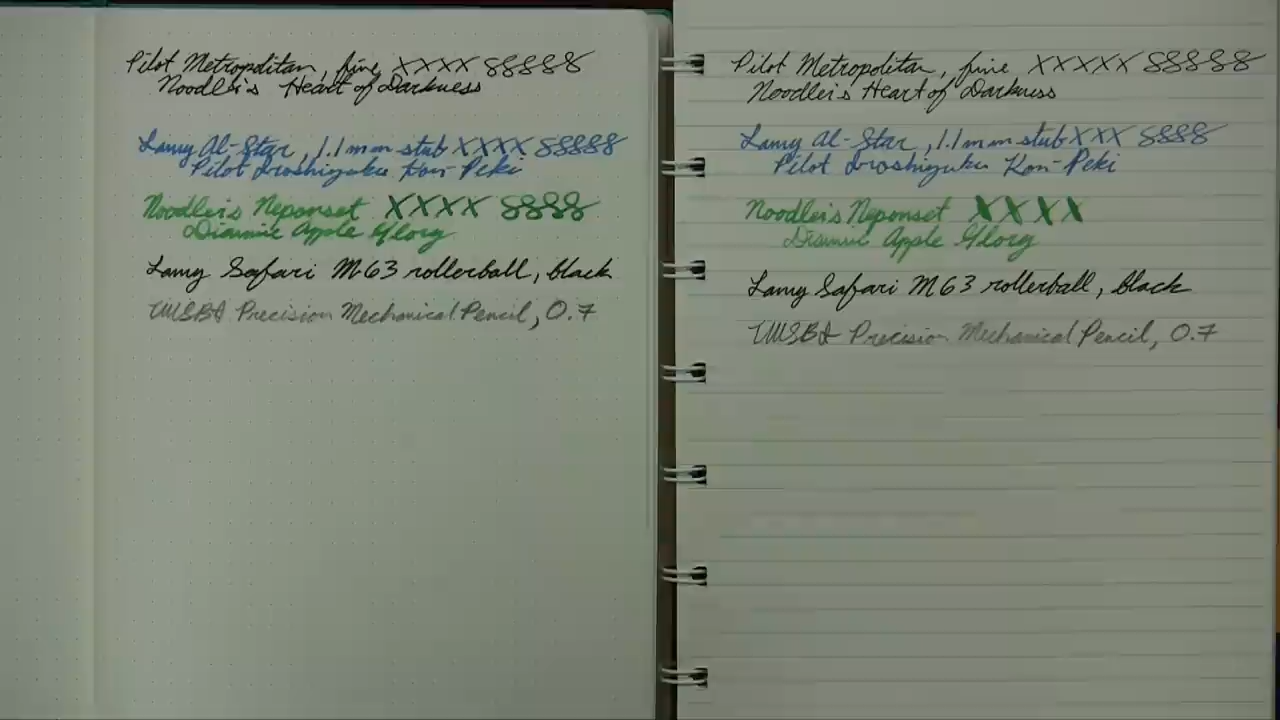 Pilot Metropolitan, fine XXXX 88888
Noodler's Heart of Darkness
Lamy Al-Star, 1.1mm stub XXXX 88888
Pilot Iroshizuku Kon-Peki
Noodler's Neponset XXXX 8888
Diamine Apple Glory
Lamy Safari M63 rollerball, black
Precision Mechanical Pencil, 0.7
Pilot Metropolitan, fine XXXXX 88888
Noodler's Heart of Darkness
Lamy Al-Star, 1.1mm stub XXX 8888
Pilot Iroshizuku Kon-Peki
Noodler's Neponset XXXX
Diamine Apple Glory
Lamy Safari M63 rollerball, black
Precision Mechanical Pencil, 0.7